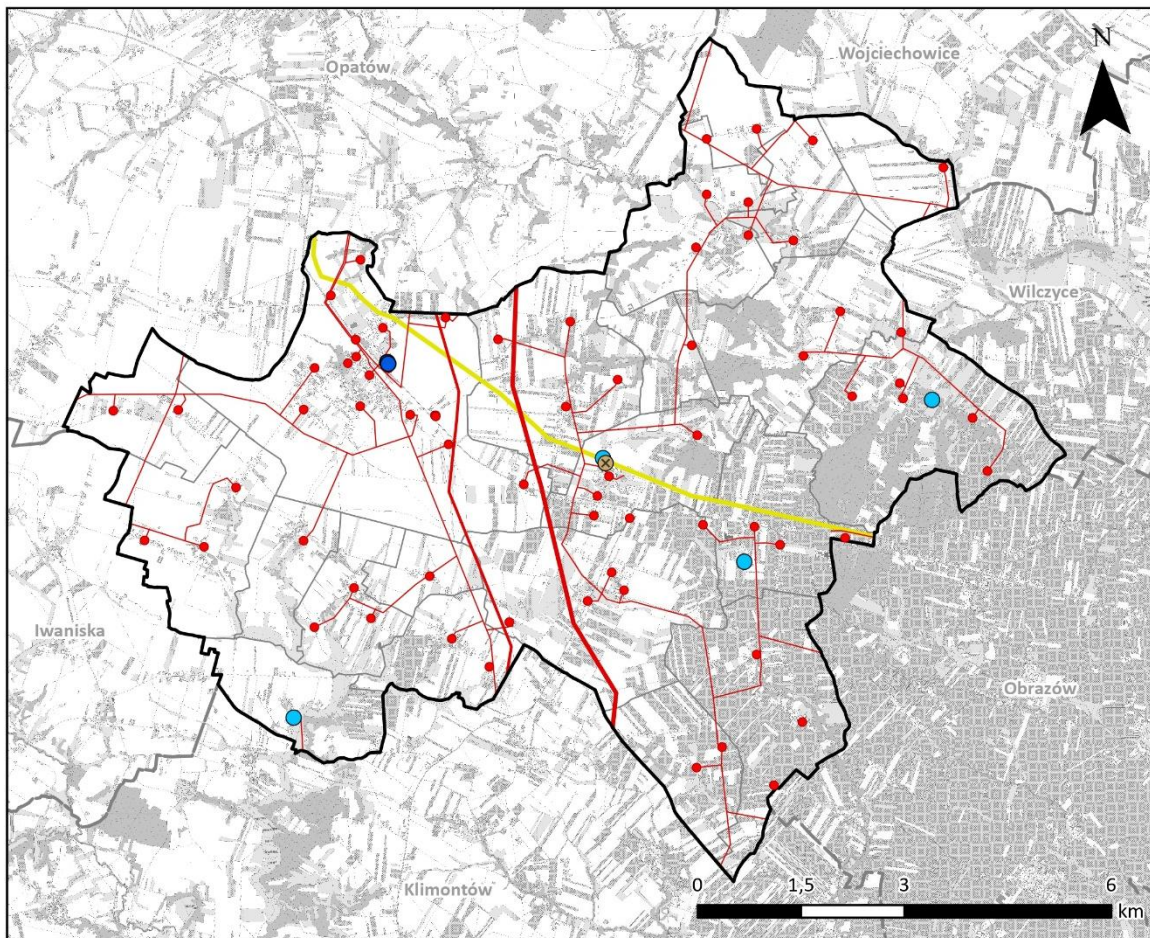 Wojciechowice
N
Opatów
Wilczyce
Iwaniska
Obrazów
Klimontów
0 1,5 3 6
km